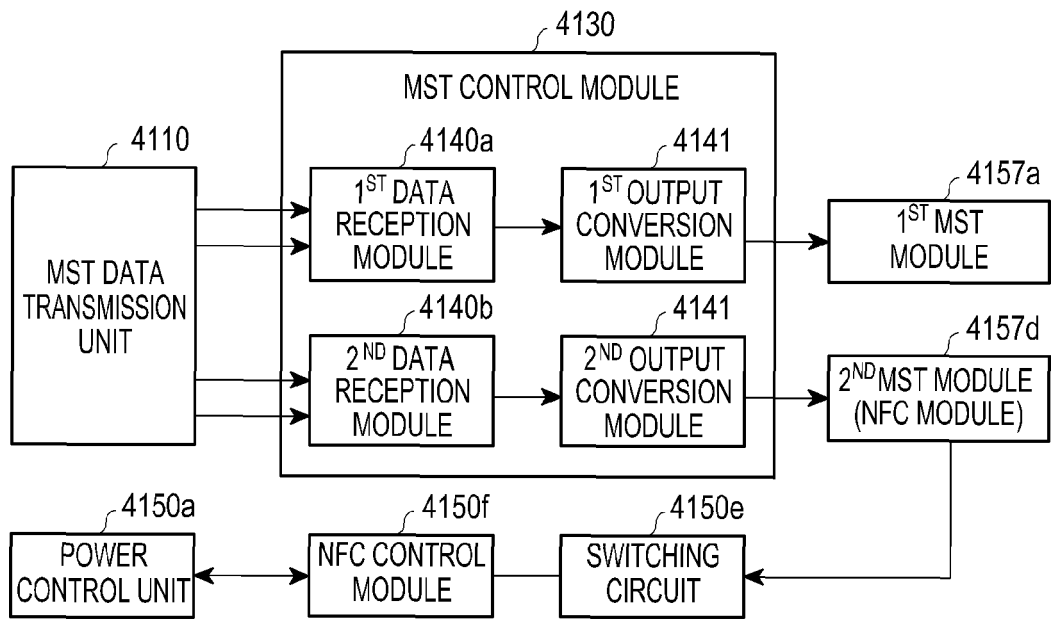 4130
MST CONTROL MODULE
4110
MST DATA
TRANSMISSION
UNIT
4140a
1ST DATA
RECEPTION
MODULE
4141
1ST OUTPUT
CONVERSION
MODULE
4157a
1ST MST
MODULE
4140b
2ND DATA
RECEPTION
MODULE
4141
2ND OUTPUT
CONVERSION
MODULE
4157d
2ND MST MODULE
(NFC MODULE)
4150a
POWER
CONTROL UNIT
4150f
NFC CONTROL
MODULE
4150e
SWITCHING
CIRCUIT